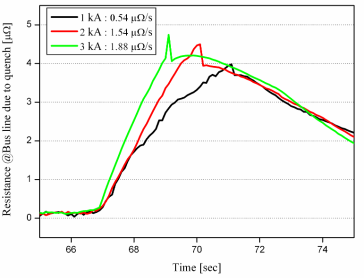 1 kA : 0.54 μΩ/s
2 kA : 1.54 μΩ/s
3 kA : 1.88 μΩ/s
Resistance @Bus line due to quench [μΩ]
5
4
3
2
1
0
66 68 70 72 74
Time [sec]